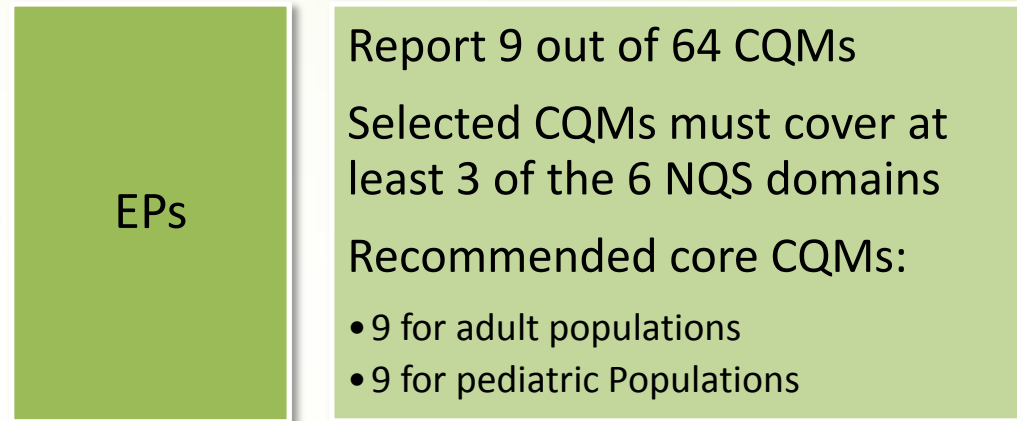 EPs
Report 9 out of 64 CQMs
Selected CQMs must cover at
least 3 of the 6 NQS domains
Recommended core CQMs:
•9 for adult populations
•9 for pediatric Populations